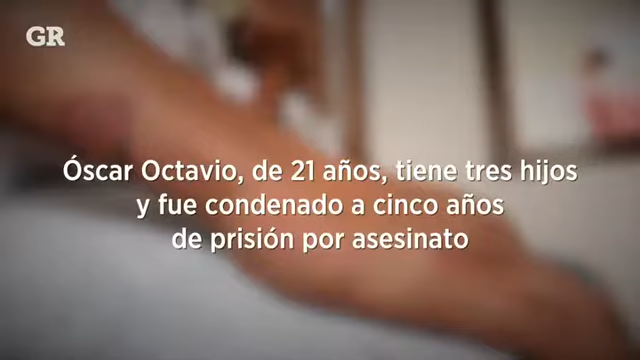 GR
Óscar Octavio, de 21 años, tiene tres hijos
y fue condenado a cinco años
de prisión por asesinato